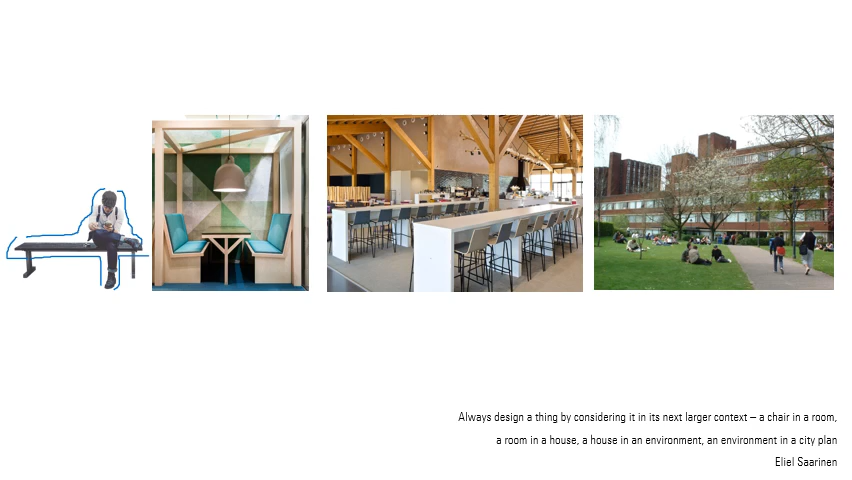 Always design a thing by considering it in its next larger context – a chair in a room,
a room in a house, a house in an environment, an environment in a city plan
Eliel Saarinen